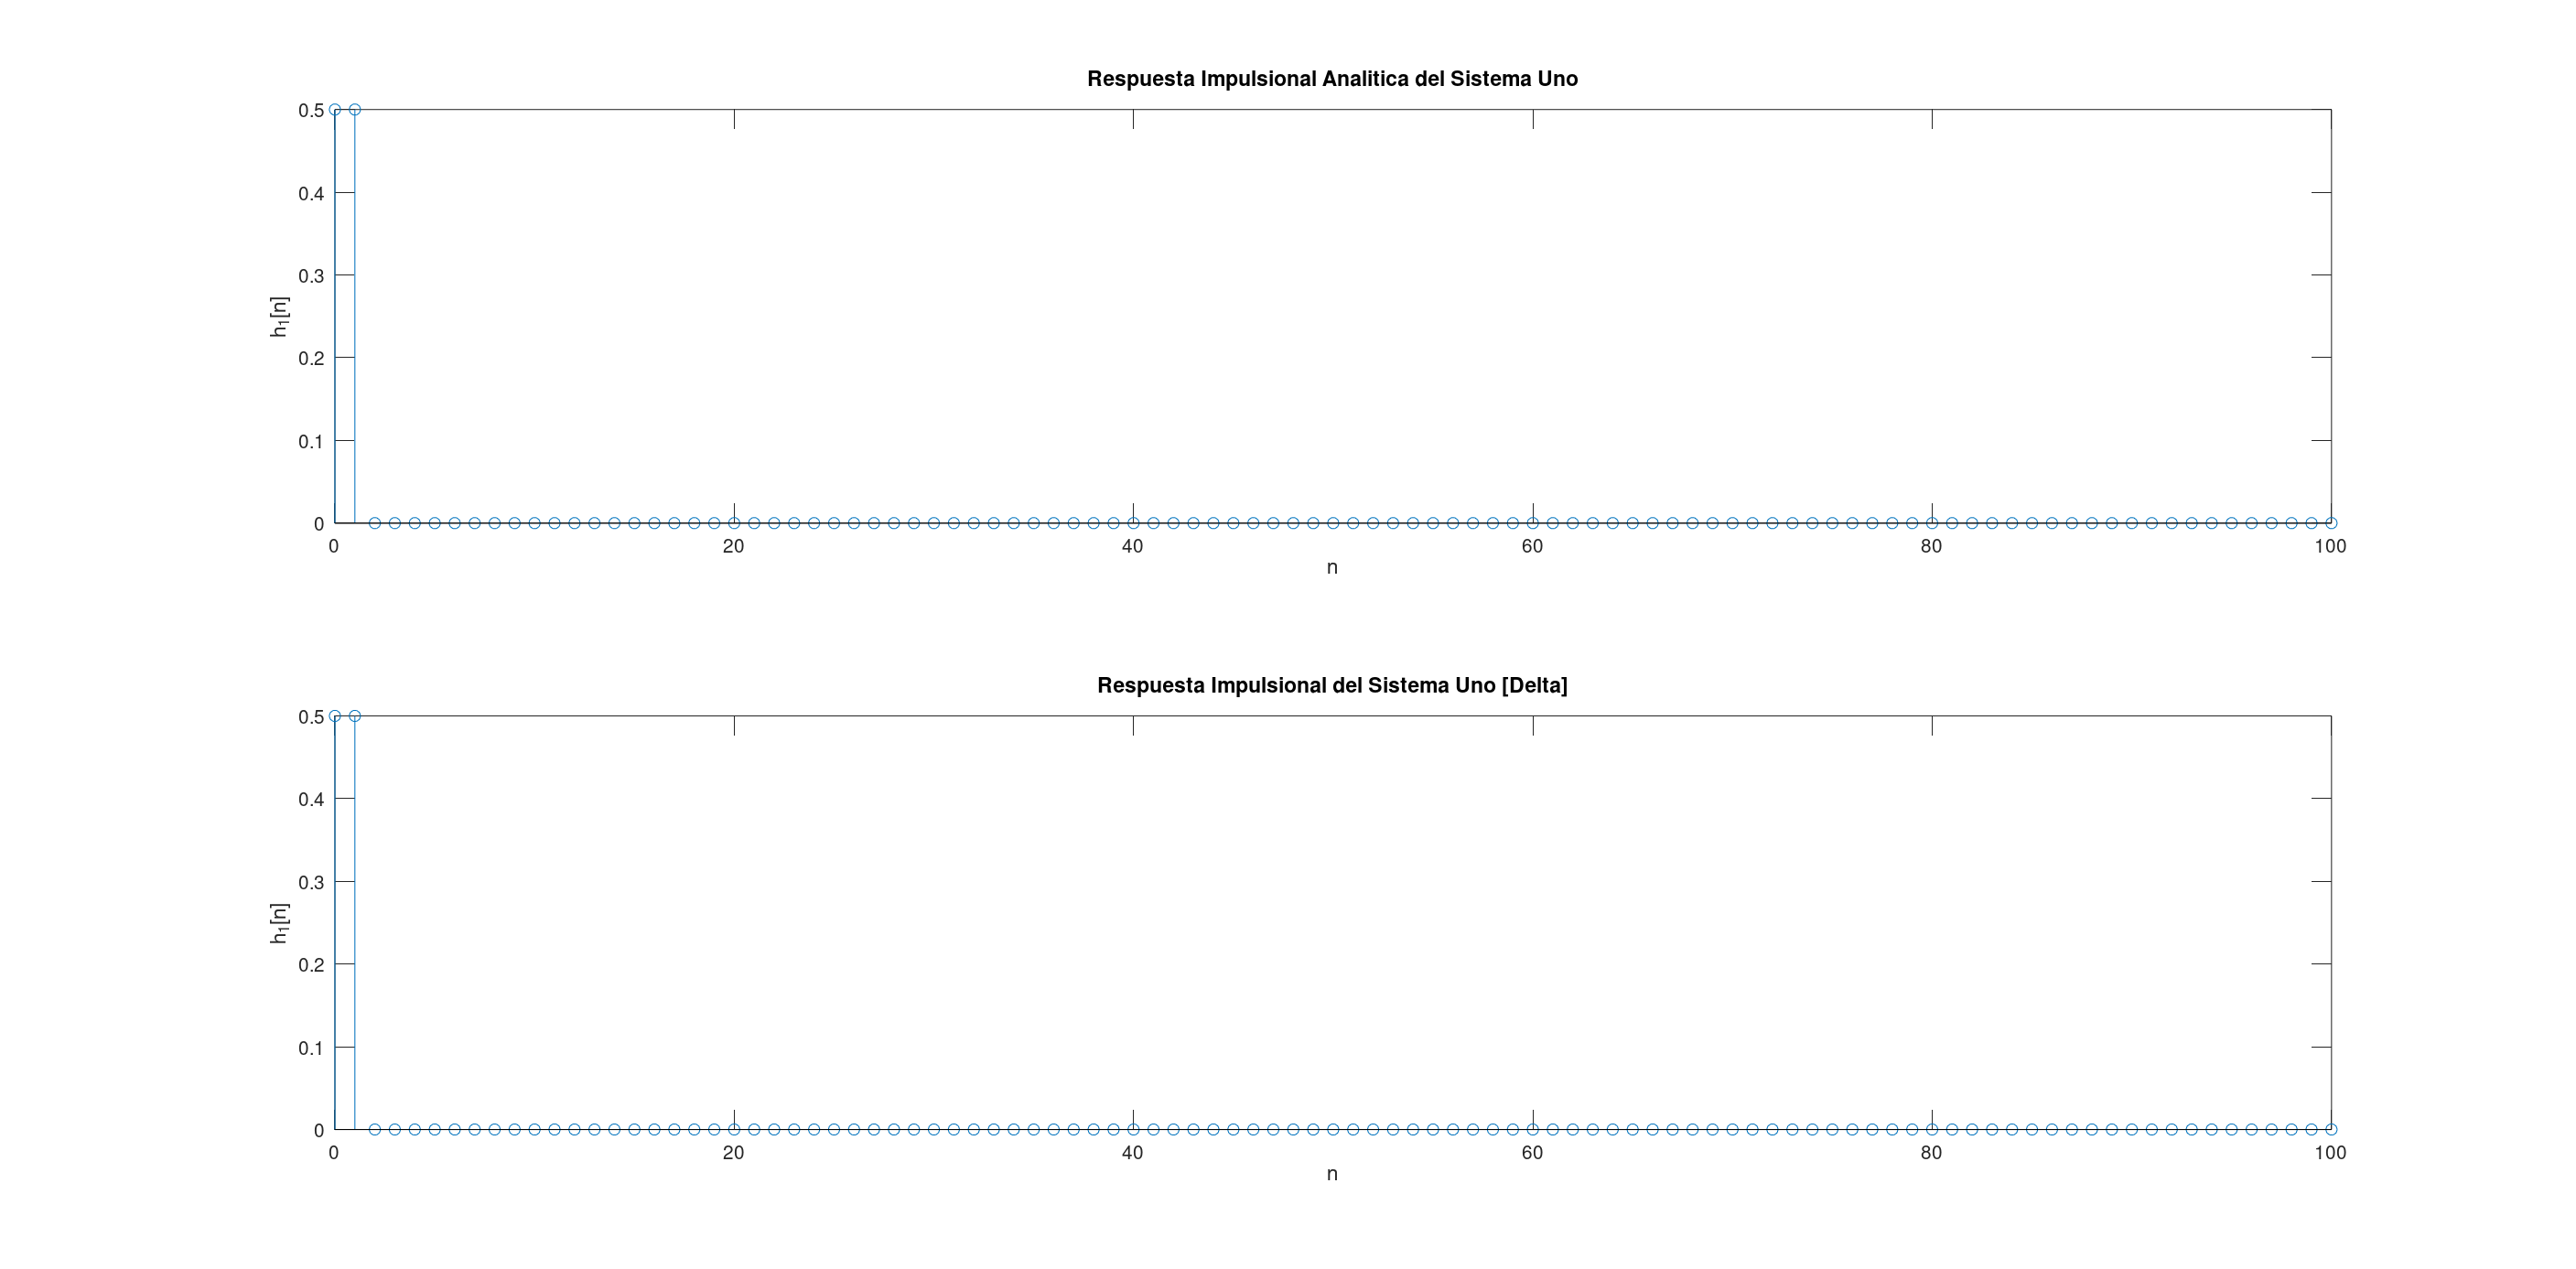 Respuesta Impulsional Analitica del Sistema Uno
0.5
0.4
0.3
0.2
0.1
0
h₁[n]
0 20 40 60 80 100
n
Respuesta Impulsional del Sistema Uno [Delta]
0.5
0.4
0.3
0.2
0.1
0
h₁[n]
0 20 40 60 80 100
n